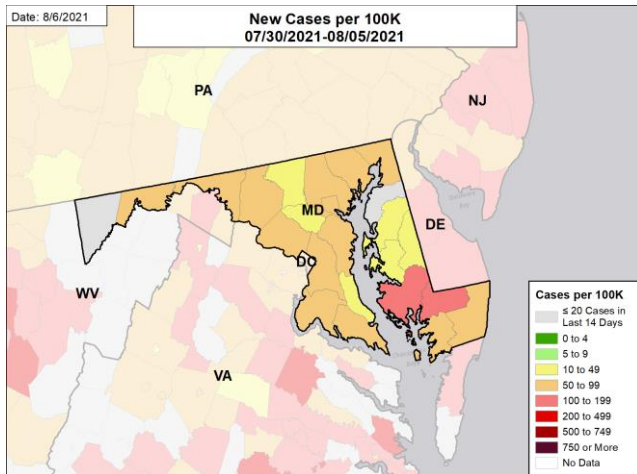 Date: 8/6/2021
New Cases per 100K
07/30/2021-08/05/2021
PA
NJ
MD
DE
DC
WV
VA
Cases per 100K
≤ 20 Cases in
Last 14 Days
0 to 4
5 to 9
10 to 49
50 to 99
100 to 199
200 to 499
500 to 749
750 or More
No Data